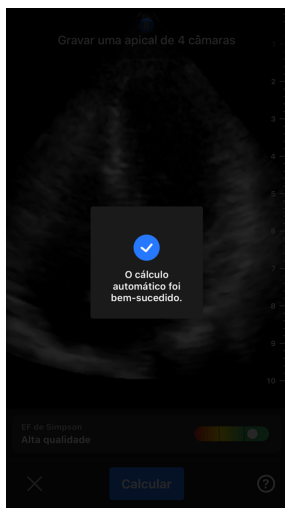 Gravar uma apical de 4 câmaras
1
2
3
4
5
6
7
8
9
10
O cálculo
automático foi
bem-sucedido.
EF de Simpson
Alta qualidade
Calcular
?